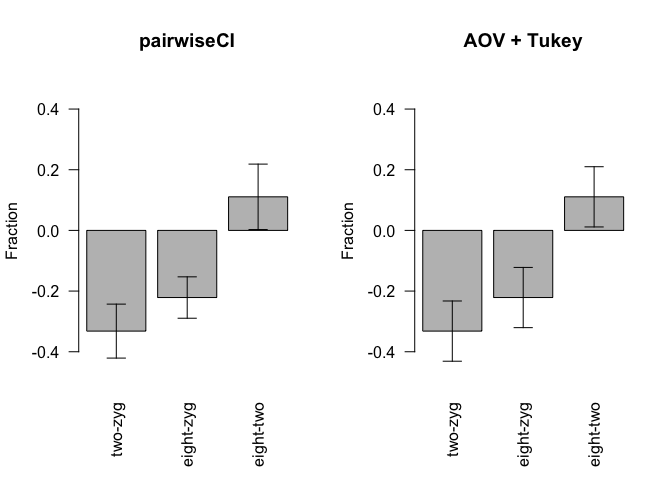 pairwiseCI
Fraction
0.4
0.2
0.0
-0.2
-0.4
two-zyg
eight-zyg
eight-two
AOV + Tukey
Fraction
0.4
0.2
0.0
-0.2
-0.4
two-zyg
eight-zyg
eight-two